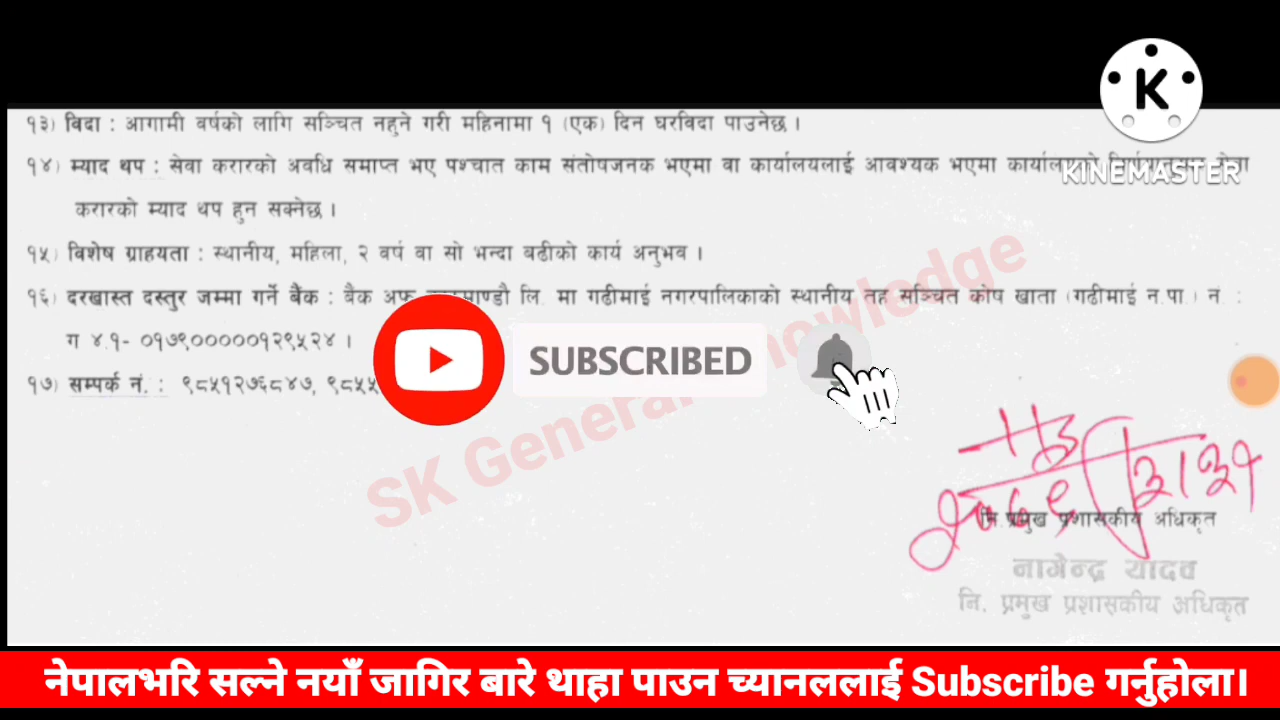 K
KINEMASTER
१३) बिदा : आगामी वर्षको लागि सञ्चित नहुने गरी महिनामा १ (एक) दिन घरविदा पाउनेछ ।
१४) म्याद थप : सेवा करारको अवधि समाप्त भए पश्चात काम संतोषजनक भएमा वा कार्यालयलाई आवश्यक भएमा
करारको म्याद थप हुन सक्नेछ ।
१५) विशेष ग्राहयता : स्थानीय, महिला, २ वर्ष वा सो भन्दा बढीको कार्य अनुभव ।
१६) दरखास्त दस्तुर जम्मा गर्ने बैंक : बैक अफ लि. मा गढीमाई नगरपालिकाको स्थानीय तह सञ्चित कोष खाता (गढीमाई न.पा.) नं. :
ग ४.१- ०१७९०००००१२९५२४ ।
१७) सम्पर्क नं. : ९८५१२७६८४७, ९८५५
SUBSCRIBED
SK General Knowledge
नि.प्रमुख प्रशासकीय अधिकृत
नागेन्द्र यादव
नि. प्रमुख प्रशासकीय अधिकृत
नेपालभरि सल्ने नयाँ जागिर बारे थाहा पाउन च्यानललाई Subscribe गर्नुहोला।